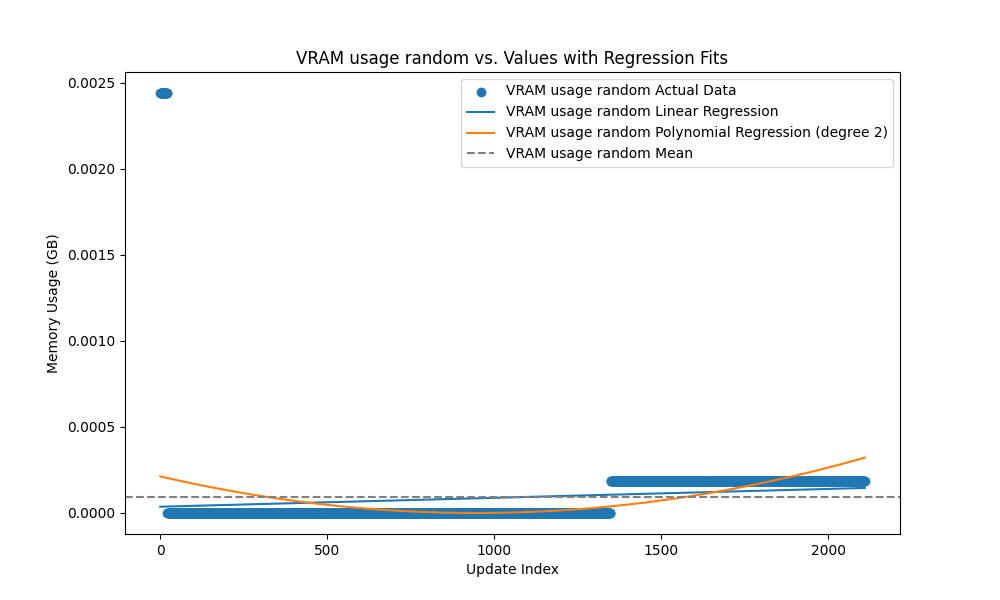 VRAM usage random vs. Values with Regression Fits
VRAM usage random Actual Data
VRAM usage random Linear Regression
VRAM usage random Polynomial Regression (degree 2)
VRAM usage random Mean
Memory Usage (GB)
0.0025
0.0020
0.0015
0.0010
0.0005
0.0000
0
500
1000
1500
2000
Update Index